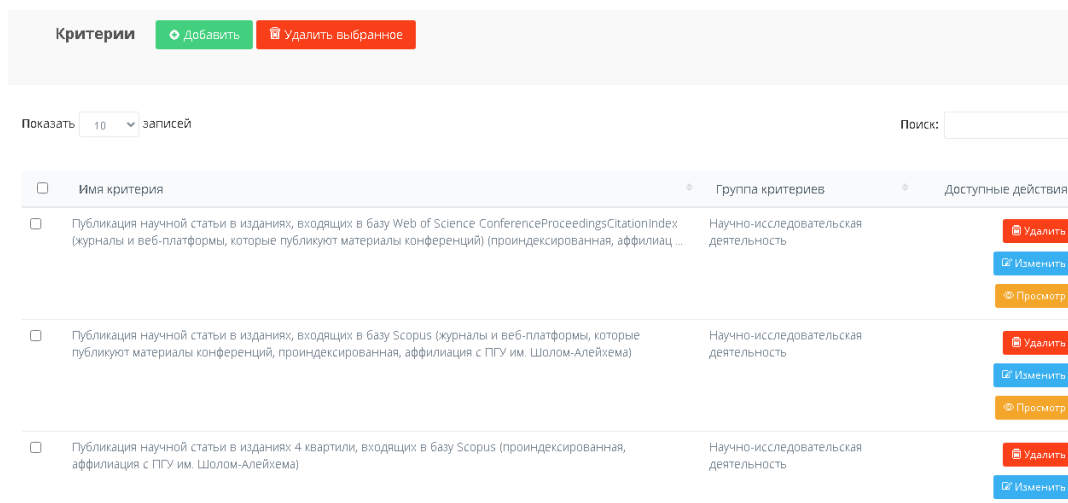 Критерии Добавить Удалить выбранное
Показать 10 записей Поиск:
Имя критерия Группа критериев Доступные действия
Публикация научной статьи в изданиях, входящих в базу Web of Science ConferenceProceedingsCitationIndex
(журналы и веб-платформы, которые публикуют материалы конференций) (проиндексированная, аффилиац ...
Научно-исследовательская
деятельность
Удалить
Изменить
Просмотр
Публикация научной статьи в изданиях, входящих в базу Scopus (журналы и веб-платформы, которые
публикуют материалы конференций, проиндексированная, аффилиация с ПГУ им. Шолом-Алейхема)
Научно-исследовательская
деятельность
Удалить
Изменить
Просмотр
Публикация научной статьи в изданиях 4 квартили, входящих в базу Scopus (проиндексированная,
аффилиация с ПГУ им. Шолом-Алейхема)
Научно-исследовательская
деятельность
Удалить
Изменить